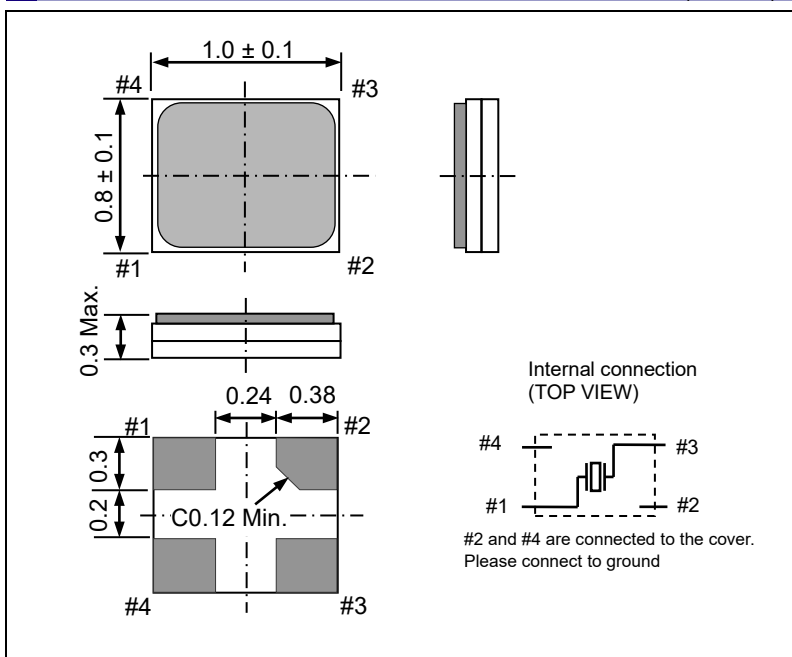 1.0 ± 0.1
#4
#3
0.8 ± 0.1
#1
#2
0.3 Max.
Internal connection
(TOP VIEW)
0.24
0.38
#1
#2
#4
#3
0.3
0.2
C0.12 Min.
#1
#2
#2 and #4 are connected to the cover.
Please connect to ground
#4
#3